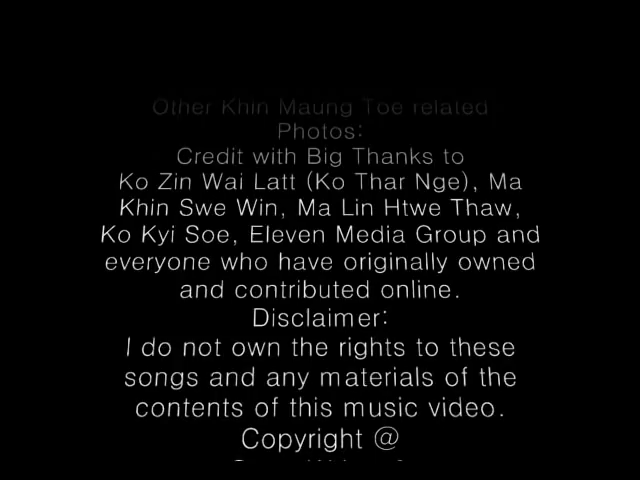 Other Khin Maung Toe related
Photos:
Credit with Big Thanks to
Ko Zin Wai Latt (Ko Thar Nge), Ma
Khin Swe Win, Ma Lin Htwe Thaw,
Ko Kyi Soe, Eleven Media Group and
everyone who have originally owned
and contributed online.
Disclaimer:
I do not own the rights to these
songs and any materials of the
contents of this music video.
Copyright @